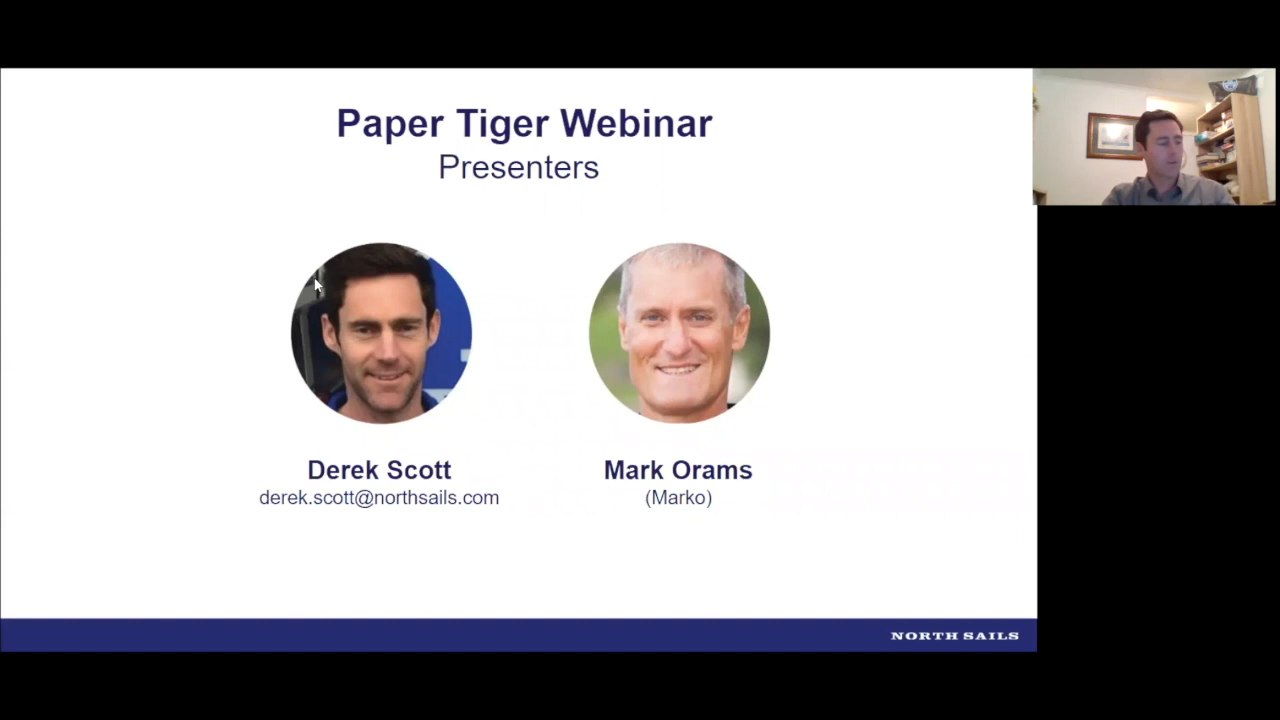 Paper Tiger Webinar
Presenters
Derek Scott
derek.scott@northsails.com
Mark Orams
(Marko)
NORTH SAILS